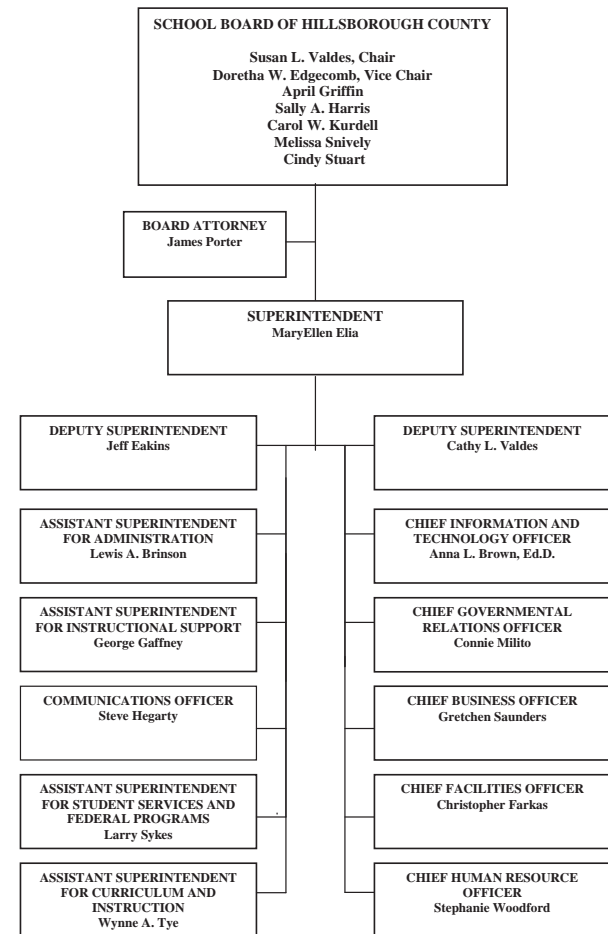 SCHOOL BOARD OF HILLSBOROUGH COUNTY
Susan L. Valdes, Chair
Doretha W. Edgecomb, Vice Chair
April Griffin
Sally A. Harris
Carol W. Kurdell
Melissa Snively
Cindy Stuart
BOARD ATTORNEY
James Porter
SUPERINTENDENT
MaryEllen Elia
DEPUTY SUPERINTENDENT
Jeff Eakins
DEPUTY SUPERINTENDENT
Cathy L. Valdes
ASSISTANT SUPERINTENDENT
FOR ADMINISTRATION
Lewis A. Brinson
CHIEF INFORMATION AND
TECHNOLOGY OFFICER
Anna L. Brown, Ed.D.
ASSISTANT SUPERINTENDENT
FOR INSTRUCTIONAL SUPPORT
George Gaffney
CHIEF GOVERNMENTAL
RELATIONS OFFICER
Connie Milito
COMMUNICATIONS OFFICER
Steve Hegarty
CHIEF BUSINESS OFFICER
Gretchen Saunders
ASSISTANT SUPERINTENDENT
FOR STUDENT SERVICES AND
FEDERAL PROGRAMS
Larry Sykes
CHIEF FACILITIES OFFICER
Christopher Farkas
ASSISTANT SUPERINTENDENT
FOR CURRICULUM AND
INSTRUCTION
Wynne A. Tye
CHIEF HUMAN RESOURCE
OFFICER
Stephanie Woodford